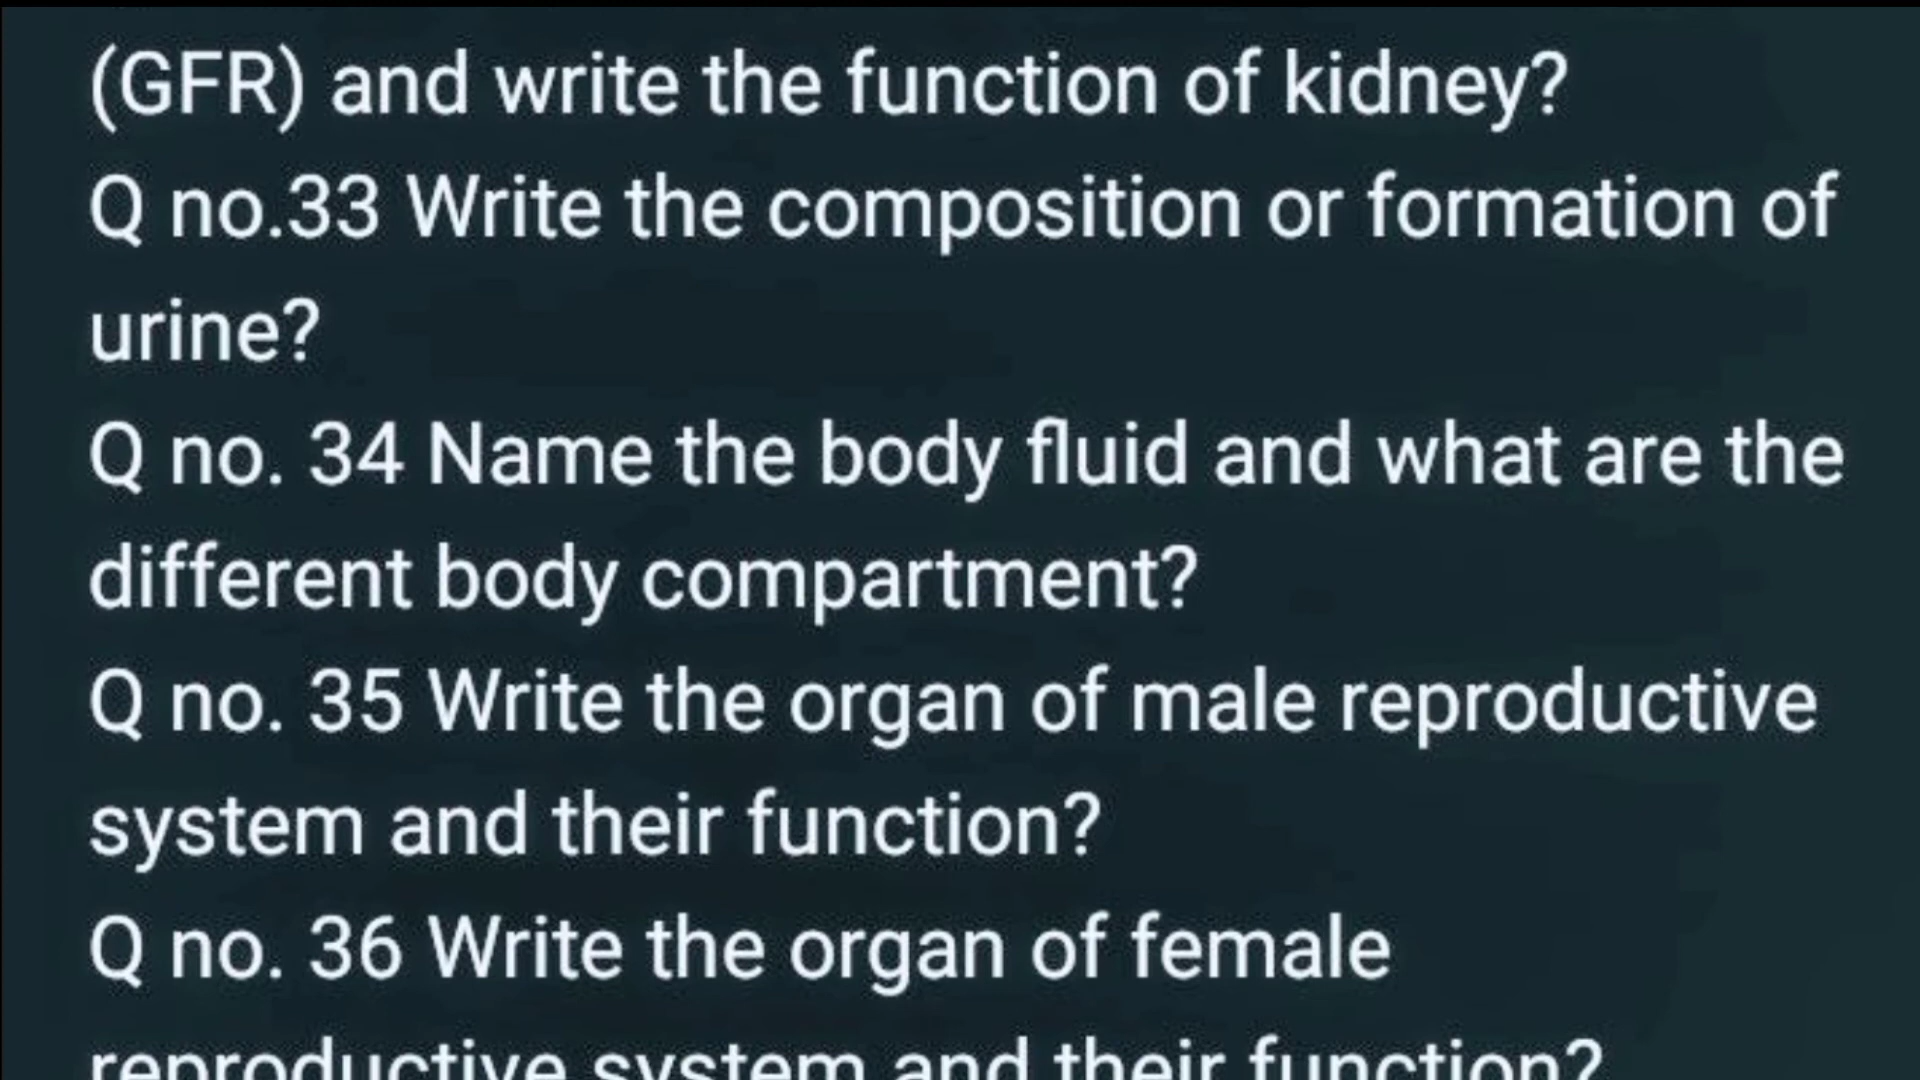 (GFR) and write the function of kidney?
Q no.33 Write the composition or formation of
urine?
Q no. 34 Name the body fluid and what are the
different body compartment?
Q no. 35 Write the organ of male reproductive
system and their function?
Q no. 36 Write the organ of female
reproductive system and their function?